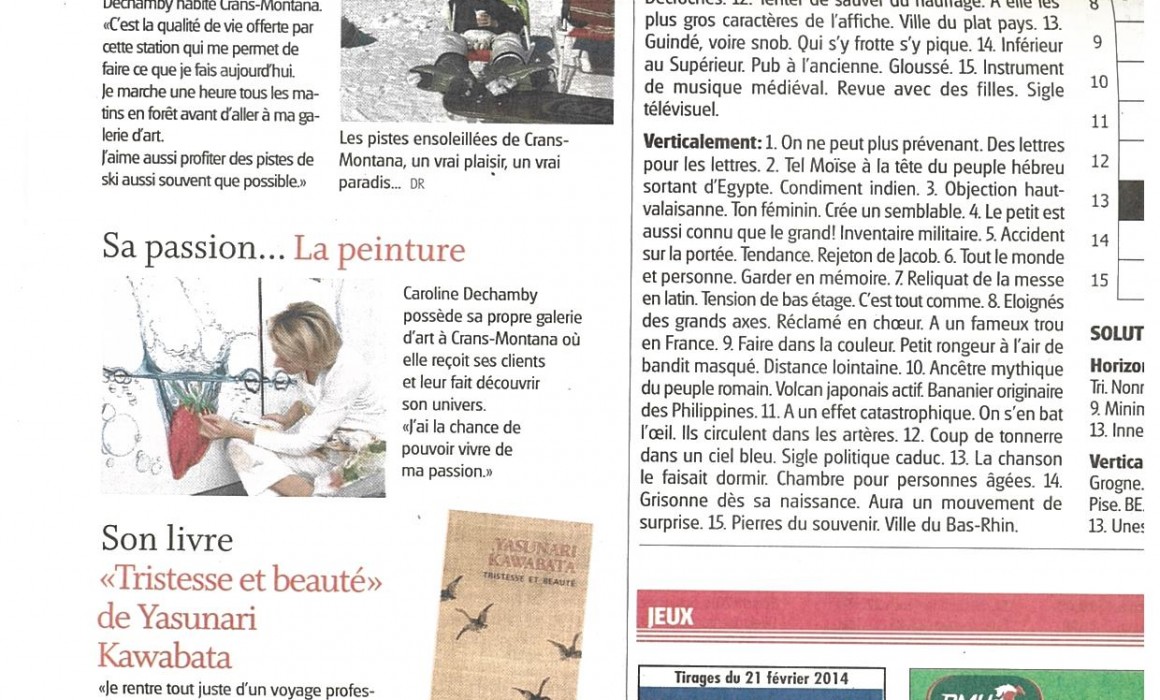 Dechamby habite Crans-Montana.
«C'est la qualité de vie offerte par
cette station qui me permet de
faire ce que je fais aujourd'hui.
Je marche une heure tous les ma-
tins en forêt avant d'aller à ma ga-
lerie d'art.
J'aime aussi profiter des pistes de
ski aussi souvent que possible.»
Les pistes ensoleillées de Crans-
Montana, un vrai plaisir, un vrai
paradis... DR
Sa passion... La peinture
Caroline Dechamby
possède sa propre galerie
d'art à Crans-Montana où
elle reçoit ses clients
et leur fait découvrir
son univers.
«J'ai la chance de
pouvoir vivre de
ma passion.»
Son livre
«Tristesse et beauté»
de Yasunari
Kawabata
«Je rentre tout juste d'un voyage profes-
YASUNARI
KAWABATA
TRISTESSE ET BEAUTÉ
Décrochés. 12. Tenter de sauver du naufrage. A elle les
plus gros caractères de l'affiche. Ville du plat pays. 13.
Guindé, voire snob. Qui s'y frotte s'y pique. 14. Inférieur
au Supérieur. Pub à l'ancienne. Gloussé. 15. Instrument
de musique médiéval. Revue avec des filles. Sigle
télévisuel.
Verticalement: 1. On ne peut plus prévenant. Des lettres
pour les lettres. 2. Tel Moïse à la tête du peuple hébreu
sortant d'Egypte. Condiment indien. 3. Objection haut-
valaisanne. Ton féminin. Crée un semblable. 4. Le petit est
aussi connu que le grand! Inventaire militaire. 5. Accident
sur la portée. Tendance. Rejeton de Jacob. 6. Tout le monde
et personne. Garder en mémoire. 7. Reliquat de la messe
en latin. Tension de bas étage. C'est tout comme. 8. Eloignés
des grands axes. Réclamé en chœur. A un fameux trou
en France. 9. Faire dans la couleur. Petit rongeur à l'air de
bandit masqué. Distance lointaine. 10. Ancêtre mythique
du peuple romain. Volcan japonais actif. Bananier originaire
des Philippines. 11. A un effet catastrophique. On s'en bat
l'œil. Ils circulent dans les artères. 12. Coup de tonnerre
dans un ciel bleu. Sigle politique caduc. 13. La chanson
le faisait dormir. Chambre pour personnes âgées. 14.
Grisonne dès sa naissance. Aura un mouvement de
surprise. 15. Pierres du souvenir. Ville du Bas-Rhin.
8
9
10
11
12
13
14
15
SOLUT
Horizon
Tri. Nonn
9. Minim
13. Inne
Vertica
Grogne.
Pise. BE.
13. Unes
JEUX
Tirages du 21 février 2014
PMU